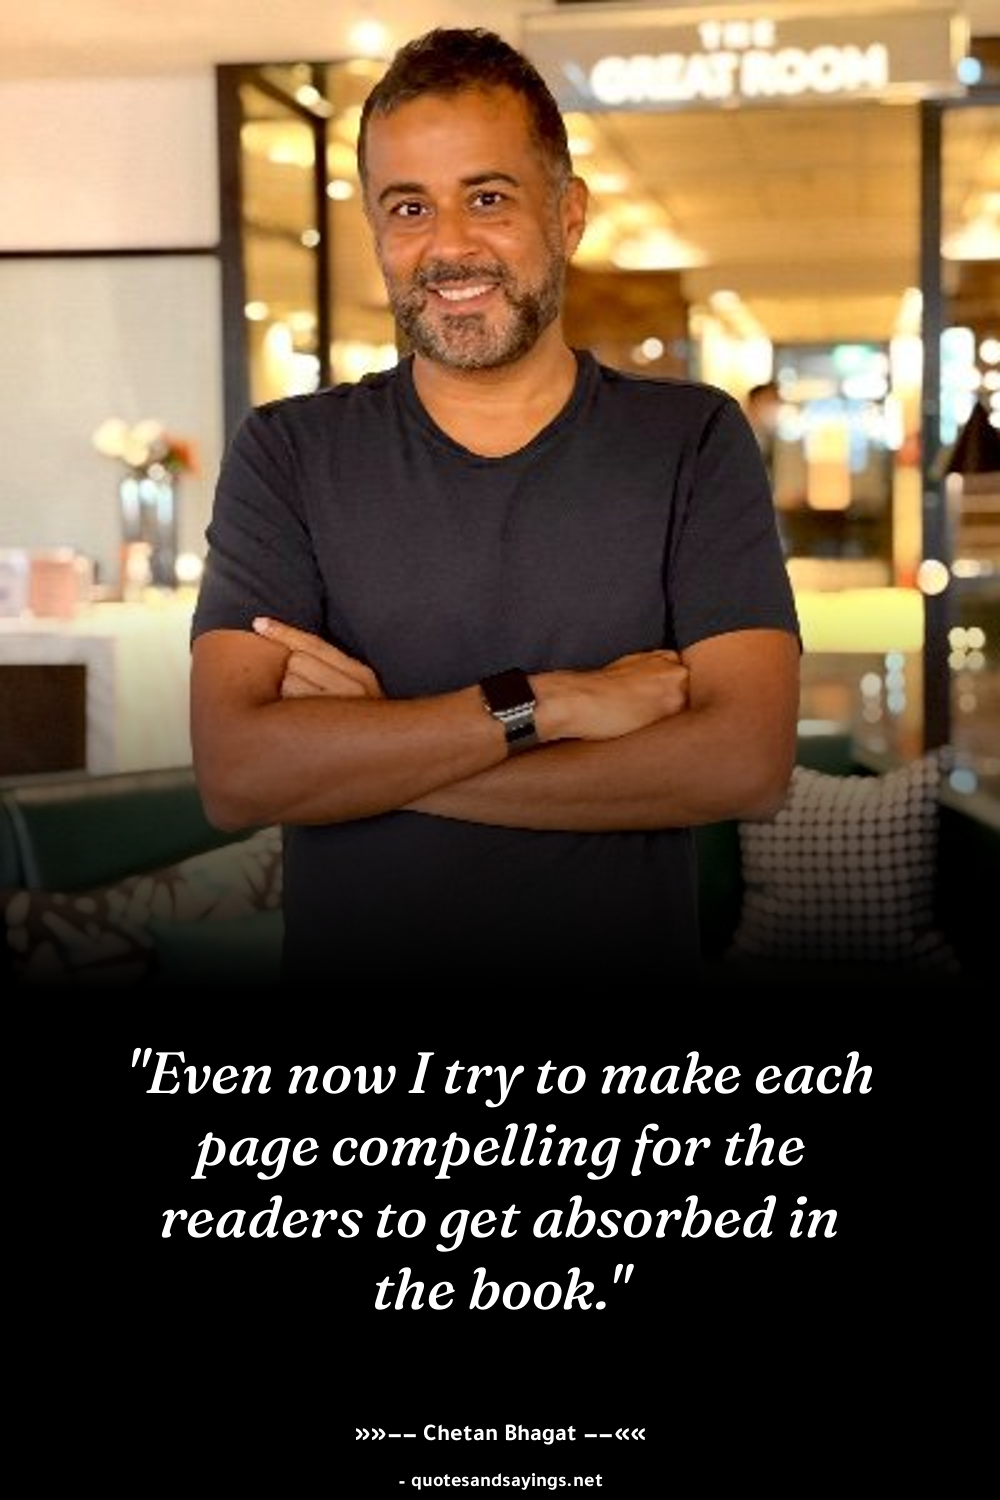 THE
GREAT ROOM
"Even now I try to make each
page compelling for the
readers to get absorbed in
the book."
»»−− Chetan Bhagat −−««
- quotesandsayings.net